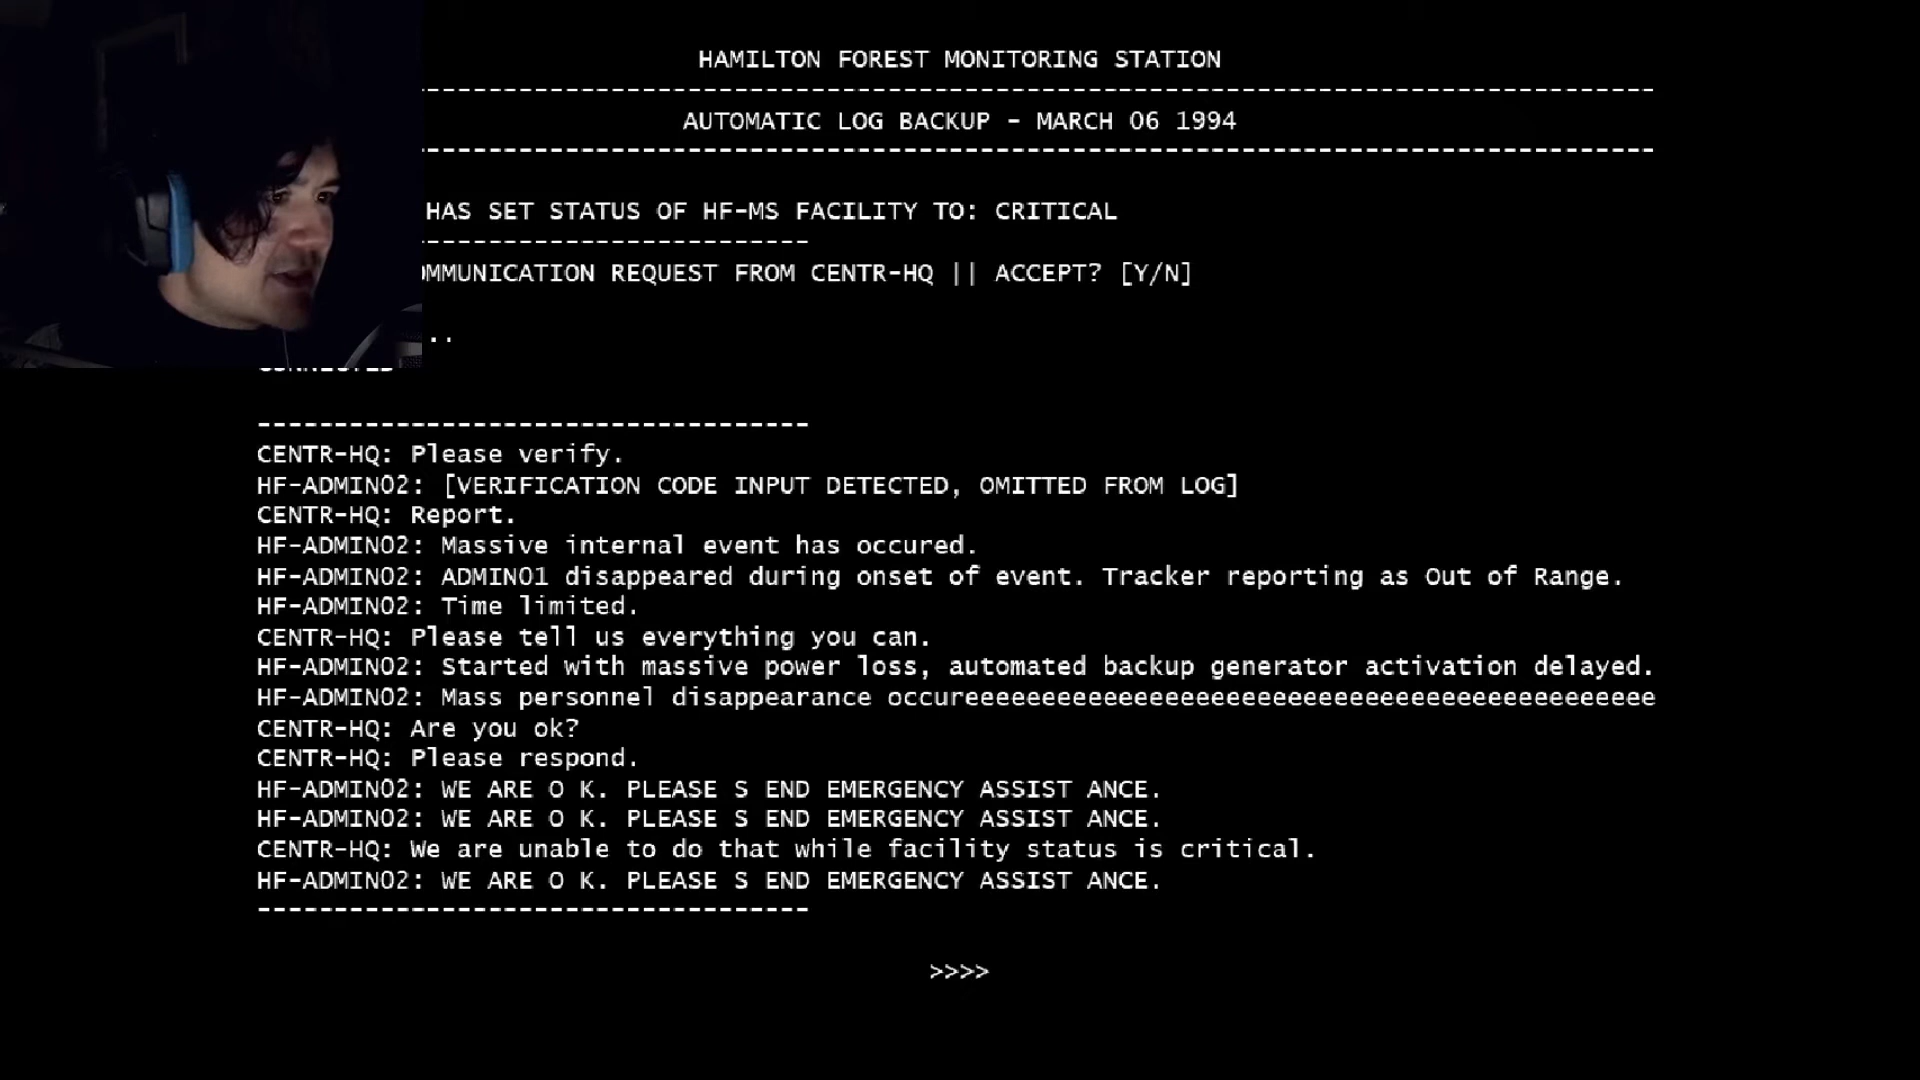 HAMILTON FOREST MONITORING STATION
AUTOMATIC LOG BACKUP - MARCH 06 1994
HAS SET STATUS OF HF-MS FACILITY TO: CRITICAL
REQUEST FROM CENTR-HQ || ACCEPT? [Y/N]
..
CENTR-HQ: Please verify.
HF-ADMIN02: [VERIFICATION CODE INPUT DETECTED, OMITTED FROM LOG]
CENTR-HQ: Report.
HF-ADMIN02: Massive internal event has occured.
HF-ADMIN02: ADMIN01 disappeared during onset of event. Tracker reporting as Out of Range.
HF-ADMIN02: Time limited.
CENTR-HQ: Please tell us everything you can.
HF-ADMIN02: Started with massive power loss, automated backup generator activation delayed.
HF-ADMIN02: Mass personnel disappearance occureeeeeeeeeeeeeeeeeeeeeeeeeeeeeeeeeeeeeeeeeeeee
CENTR-HQ: Are you ok?
CENTR-HQ: Please respond.
HF-ADMIN02: WE ARE O K. PLEASE S END EMERGENCY ASSIST ANCE.
HF-ADMIN02: WE ARE O K. PLEASE S END EMERGENCY ASSIST ANCE.
CENTR-HQ: We are unable to do that while facility status is critical.
HF-ADMIN02: WE ARE O K. PLEASE S END EMERGENCY ASSIST ANCE.
>>>>